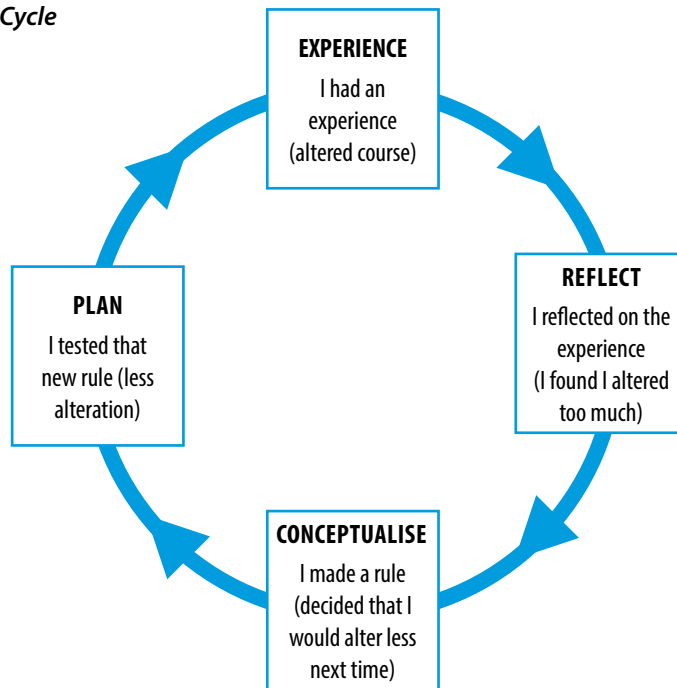 Cycle
EXPERIENCE
I had an
experience
(altered course)
REFLECT
I reflected on the
experience
(I found I altered
too much)
CONCEPTUALISE
I made a rule
(decided that I
would alter less
next time)
PLAN
I tested that
new rule (less
alteration)